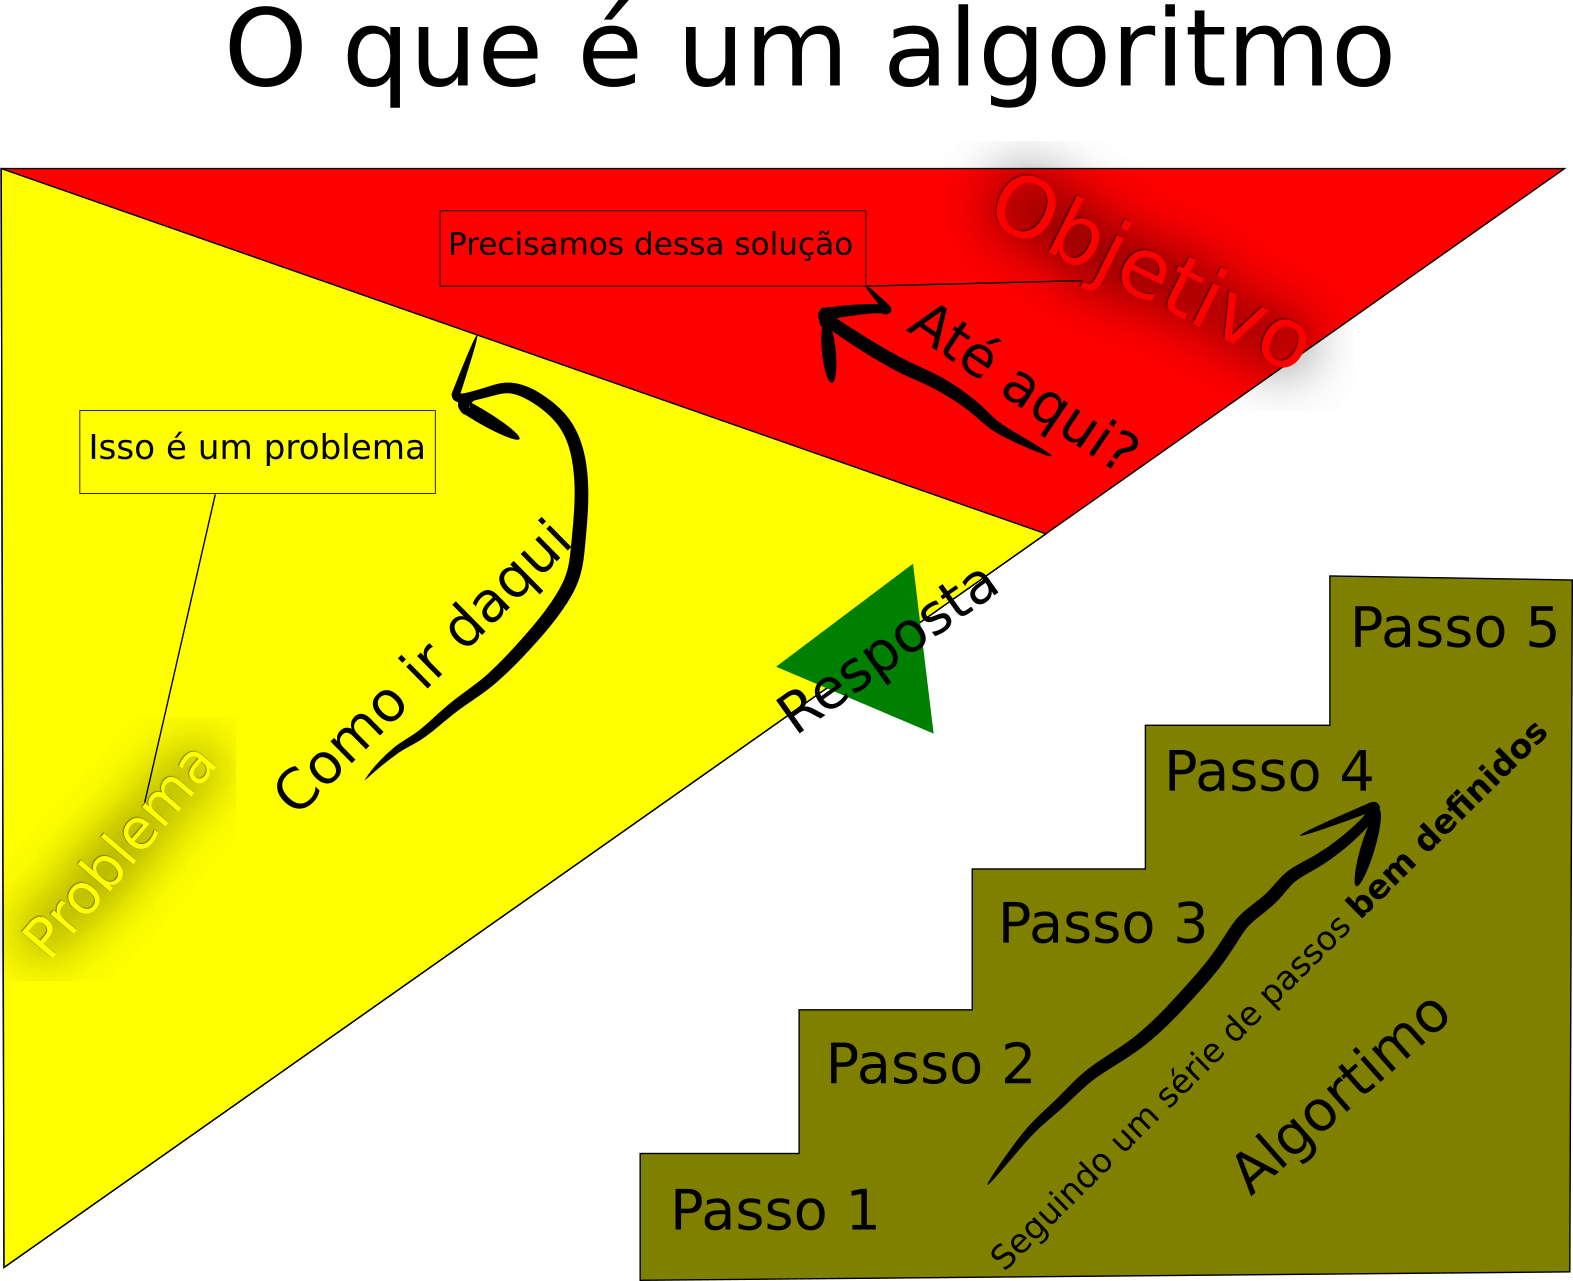 O que é um algoritmo
Objetivo
Precisamos dessa solução
Até aqui?
Isso é um problema
Como ir daqui
Problema
Resposta
Passo 5
Passo 4
Passo 3
Passo 2
Passo 1
Seguindo um série de passos bem definidos
Algortimo